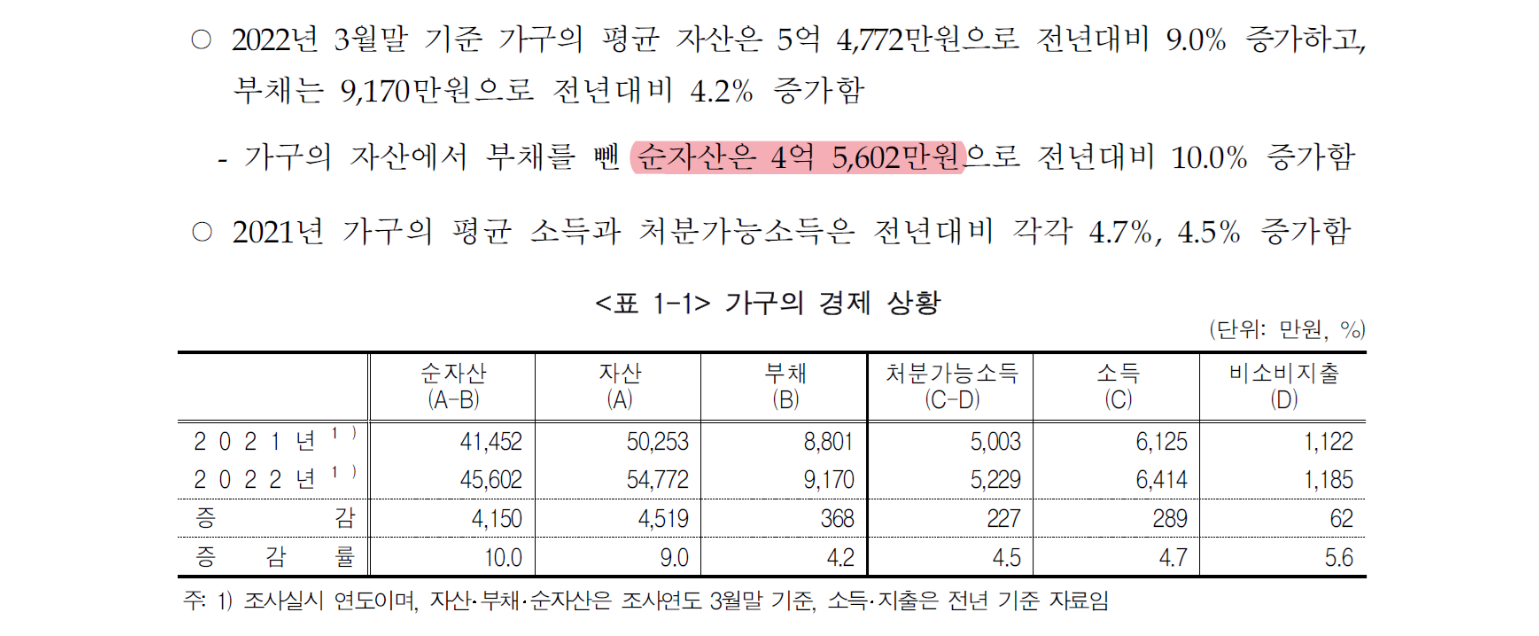 ○ 2022년 3월말 기준 가구의 평균 자산은 5억 4,772만원으로 전년대비 9.0% 증가하고,
부채는 9,170만원으로 전년대비 4.2% 증가함
- 가구의 자산에서 부채를 뺀 순자산은 4억 5,602만원으로 전년대비 10.0% 증가함
○ 2021년 가구의 평균 소득과 처분가능소득은 전년대비 각각 4.7%, 4.5% 증가함
<표 1-1> 가구의 경제 상황
(단위: 만원, %)
순자산 자산 부채 처분가능소득 소득 비소비지출
(A-B) (A) (B) (C-D) (C) (D)
2 0 2 1 년 1 ) 41,452 50,253 8,801 5,003 6,125 1,122
2 0 2 2 년 1 ) 45,602 54,772 9,170 5,229 6,414 1,185
증 감 4,150 4,519 368 227 289 62
증 감 률 10.0 9.0 4.2 4.5 4.7 5.6
주: 1) 조사실시 연도이며, 자산·부채·순자산은 조사연도 3월말 기준, 소득·지출은 전년 기준 자료임